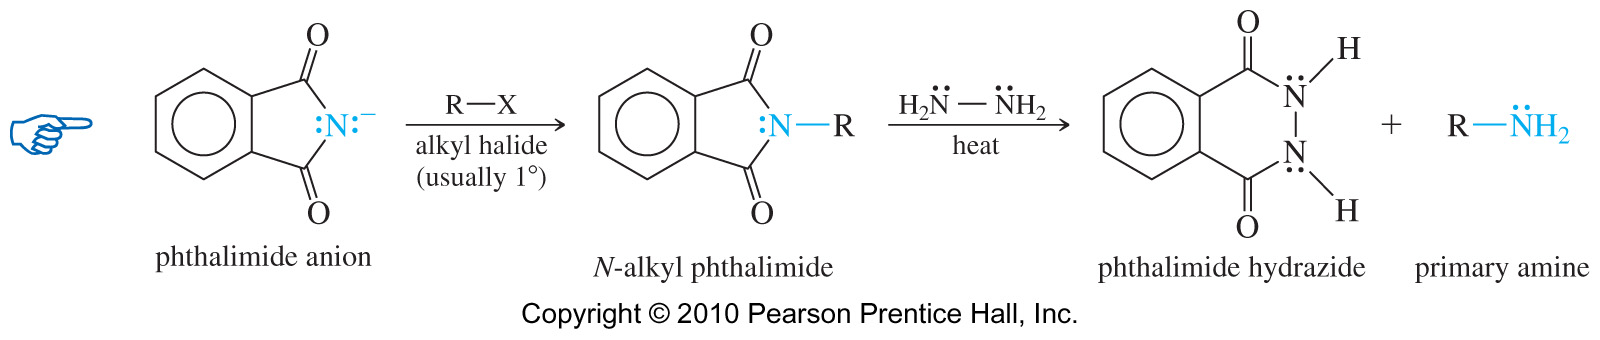 O
O
:N:−
phthalimide anion
R—X
alkyl halide
(usually 1°)
O
O
:N—R
N-alkyl phthalimide
H₂N̈—N̈H₂
heat
O
O
N̈
N̤
H
H
phthalimide hydrazide
+
R—N̈H₂
primary amine
Copyright © 2010 Pearson Prentice Hall, Inc.